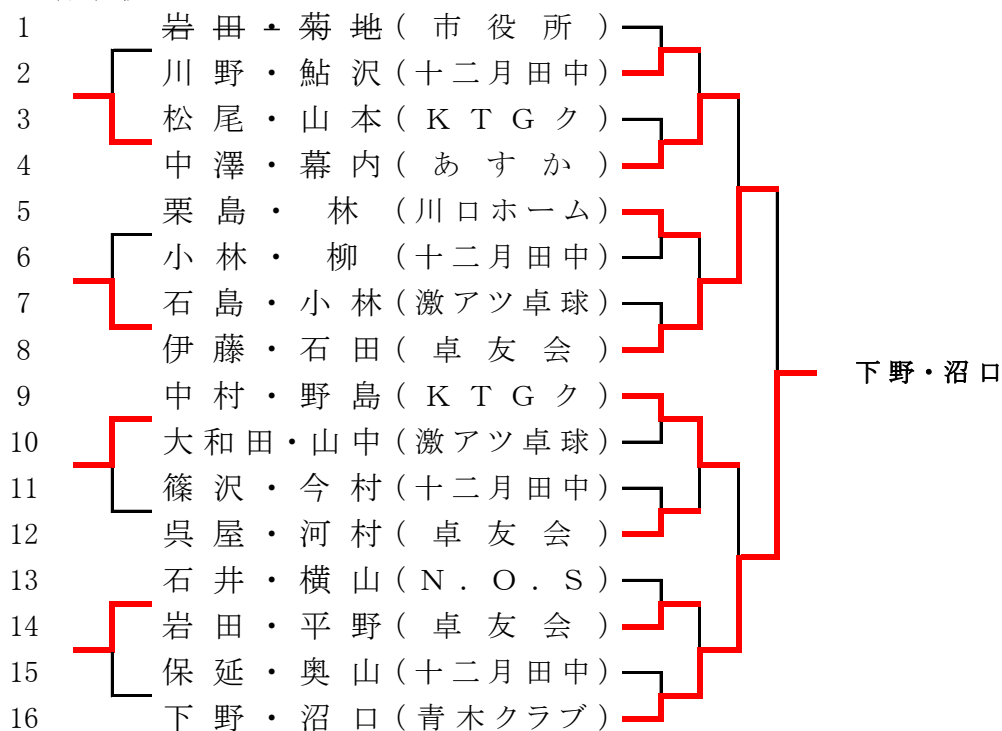 1 岩田・菊地(市役所)
2 川野・鮎沢(十二月田中)
3 松尾・山本(KTGク)
4 中澤・幕内(あすか)
5 栗島・林(川口ホーム)
6 小林・柳(十二月田中)
7 石島・小林(激アツ卓球)
8 伊藤・石田(卓友会)
下野・沼口
9 中村・野島(KTGク)
10 大和田・山中(激アツ卓球)
11 篠沢・今村(十二月田中)
12 呉屋・河村(卓友会)
13 石井・横山(N.O.S)
14 岩田・平野(卓友会)
15 保延・奥山(十二月田中)
16 下野・沼口(青木クラブ)